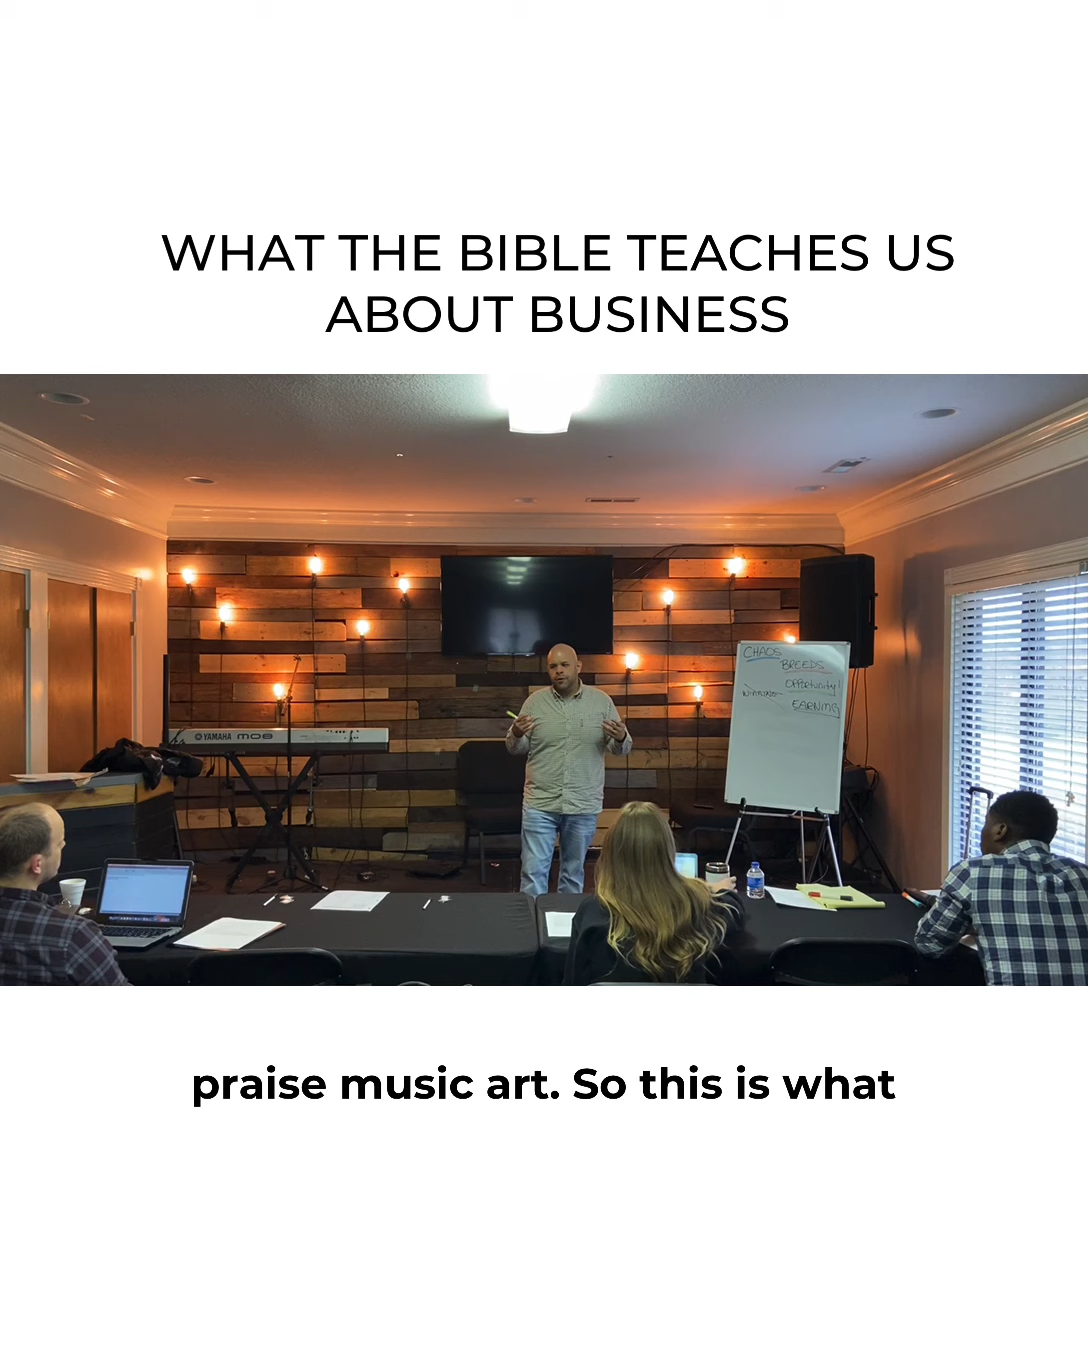 WHAT THE BIBLE TEACHES US
ABOUT BUSINESS
CHAOS
BREEDS
OPPORTUNITY!
WINNING
EARNING
YAMAHA MO8
praise music art. So this is what